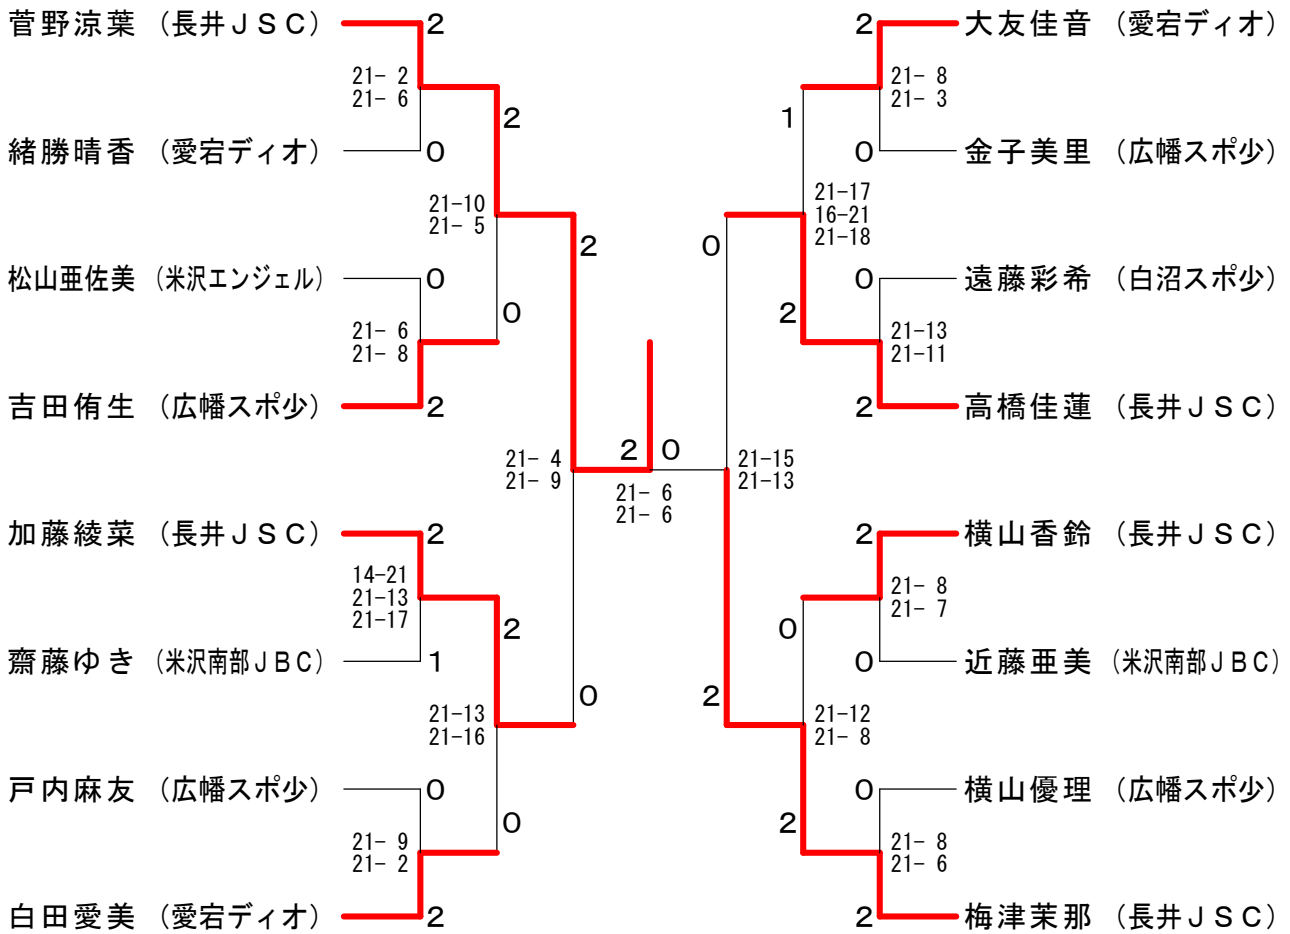 菅野涼葉 (長井ＪＳＣ) 2
21- 2
21- 6
2
緒勝晴香 (愛宕ディオ) 0
21-10
21- 5
2
松山亜佐美 (米沢エンジェル) 0
21- 6
21- 8
0
吉田侑生 (広幡スポ少) 2
21- 4
21- 9
加藤綾菜 (長井ＪＳＣ) 2
14-21
21-13
21-17
2
齋藤ゆき (米沢南部ＪＢＣ) 1
21-13
21-16
0
戸内麻友 (広幡スポ少) 0
21- 9
21- 2
0
白田愛美 (愛宕ディオ) 2
2 0
21- 6
21- 6
2 大友佳音 (愛宕ディオ)
21- 8
21- 3
1
0 金子美里 (広幡スポ少)
21-17
16-21
21-18
0
0 遠藤彩希 (白沼スポ少)
21-13
21-11
2
2 高橋佳蓮 (長井ＪＳＣ)
21-15
21-13
2 横山香鈴 (長井ＪＳＣ)
21- 8
21- 7
0
0 近藤亜美 (米沢南部ＪＢＣ)
21-12
21- 8
2
0 横山優理 (広幡スポ少)
21- 8
21- 6
2
2 梅津茉那 (長井ＪＳＣ)